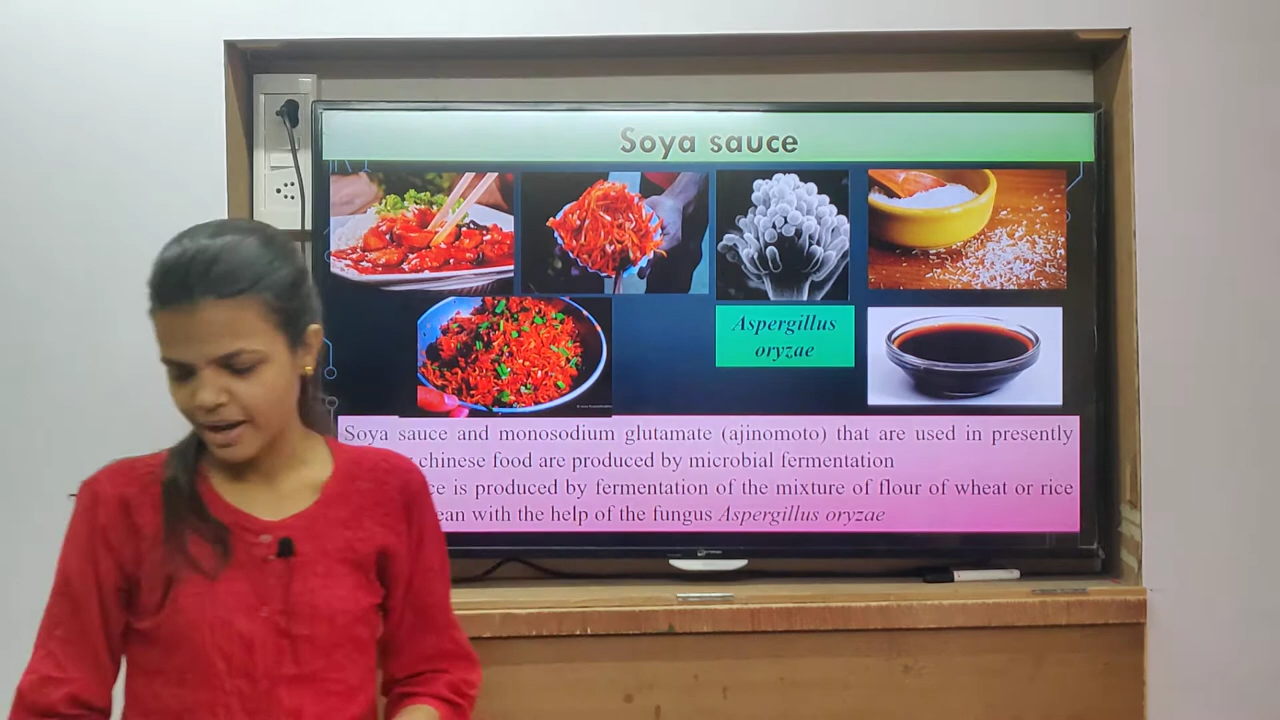 Soya sauce
Aspergillus
oryzae
Soya sauce and monosodium glutamate (ajinomoto) that are used in presently
chinese food are produced by microbial fermentation
is produced by fermentation of the mixture of flour of wheat or rice
with the help of the fungus Aspergillus oryzae